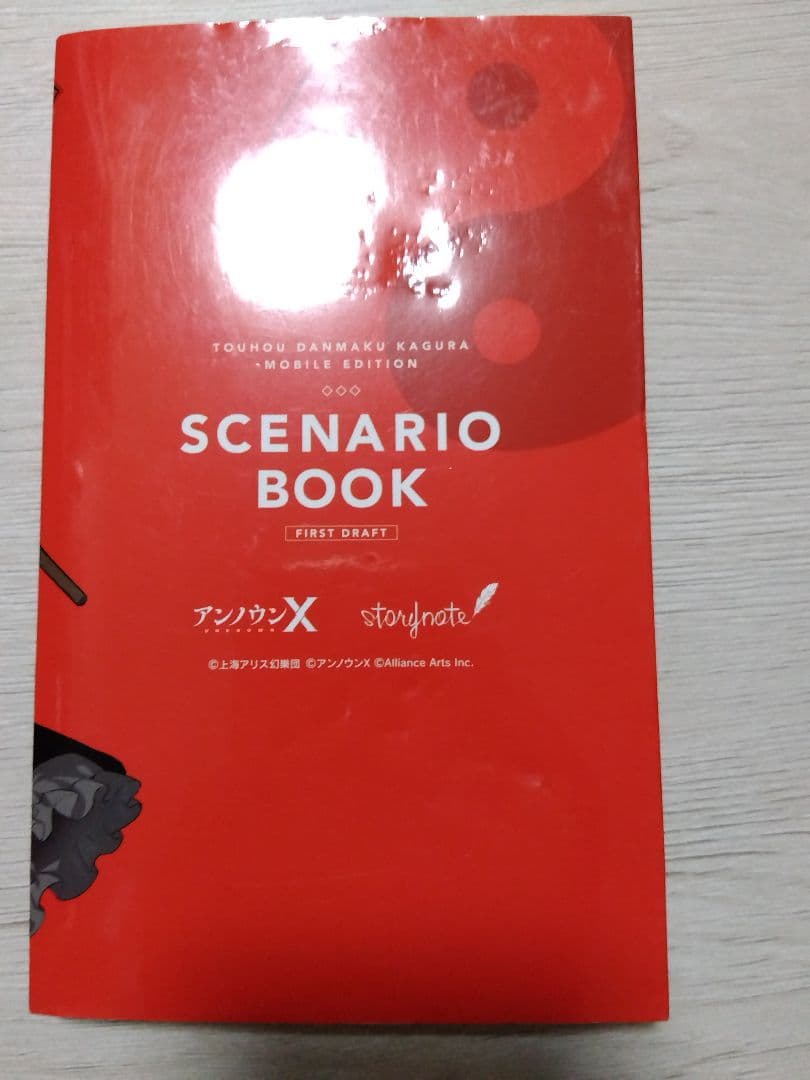 TOUHOU DANMAKU KAGURA
-MOBILE EDITION
SCENARIO
BOOK
FIRST DRAFT
アンノウンX storynote
UNKNOWN
©上海アリス幻樂団 ©アンノウンX ©Alliance Arts Inc.